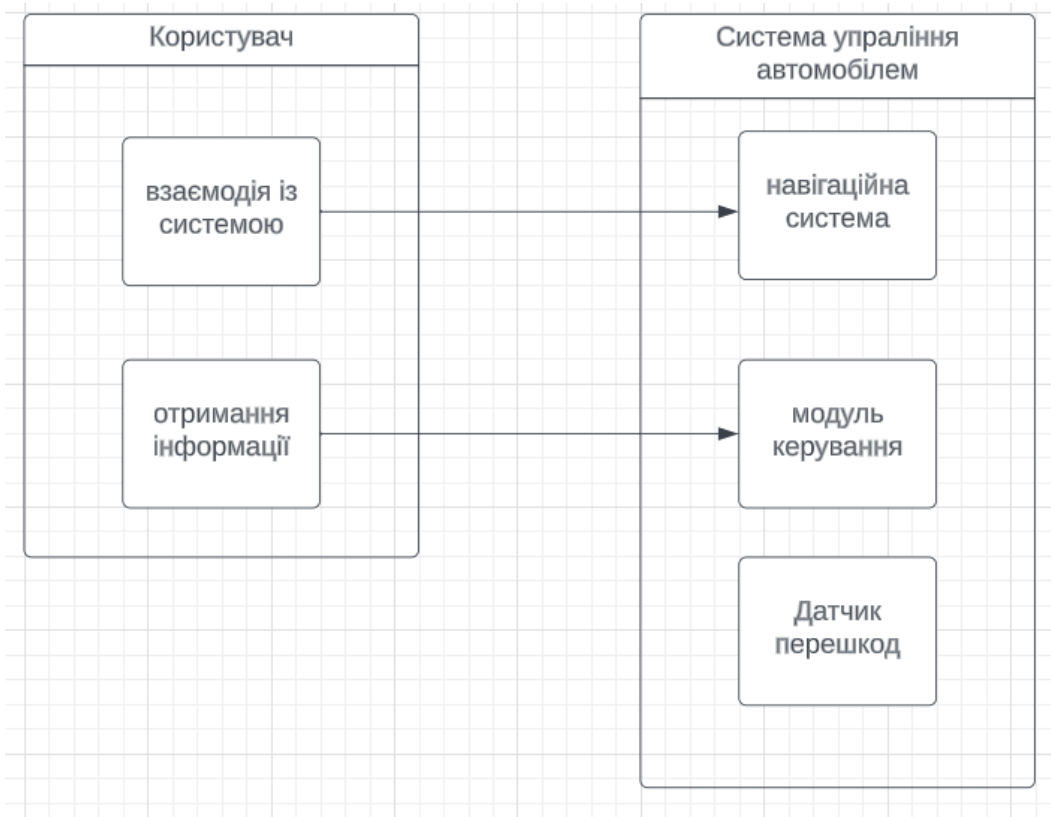 Користувач
взаємодія із
системою
отримання
інформації
Система упраління
автомобілем
навігаційна
система
модуль
керування
Датчик
перешкод